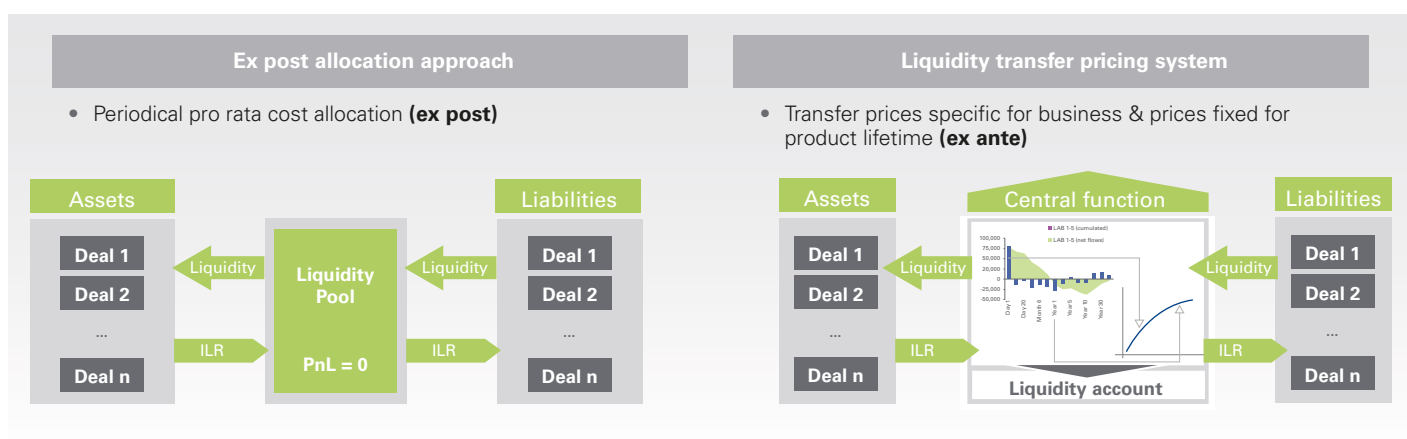 Ex post allocation approach
• Periodical pro rata cost allocation (ex post)
Assets
Deal 1
Deal 2
...
Deal n
Liquidity
ILR
Liquidity
Pool
PnL = 0
Liquidity
ILR
Liabilities
Deal 1
Deal 2
...
Deal n
Liquidity transfer pricing system
• Transfer prices specific for business & prices fixed for
product lifetime (ex ante)
Assets
Deal 1
Deal 2
...
Deal n
Liquidity
ILR
Central function
LAB 1-5 (cumulated)
LAB 1-5 (net flows)
100,000
70,000
50,000
20,000
0
-25,000
-50,000
Day 1
Day 20
Month 6
Year 1
Year 5
Year 10
Year 30
Liquidity account
Liquidity
ILR
Liabilities
Deal 1
Deal 2
...
Deal n